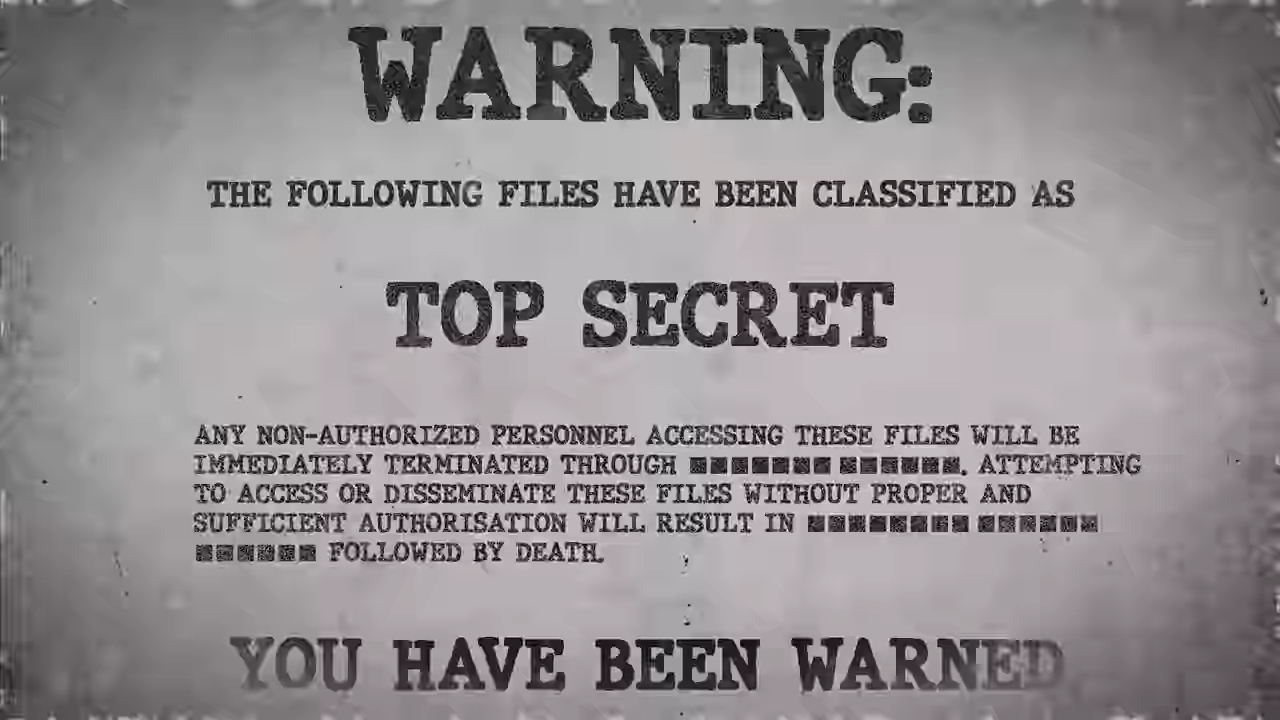 WARNING:
THE FOLLOWING FILES HAVE BEEN CLASSIFIED AS
TOP SECRET
ANY NON-AUTHORIZED PERSONNEL ACCESSING THESE FILES WILL BE
IMMEDIATELY TERMINATED THROUGH ■■■■■■■ ■■■■■■. ATTEMPTING
TO ACCESS OR DISSEMINATE THESE FILES WITHOUT PROPER AND
SUFFICIENT AUTHORISATION WILL RESULT IN ■■■■■■■■ ■■■■■■
■■■■■■ FOLLOWED BY DEATH.
YOU HAVE BEEN WARNED